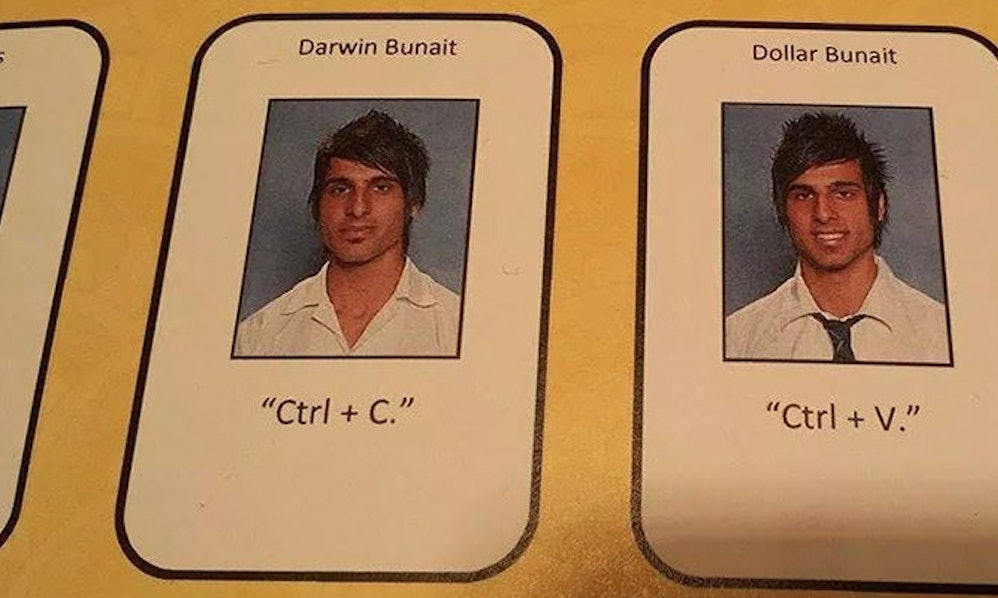 Darwin Bunait
"Ctrl + C."
Dollar Bunait
"Ctrl + V."